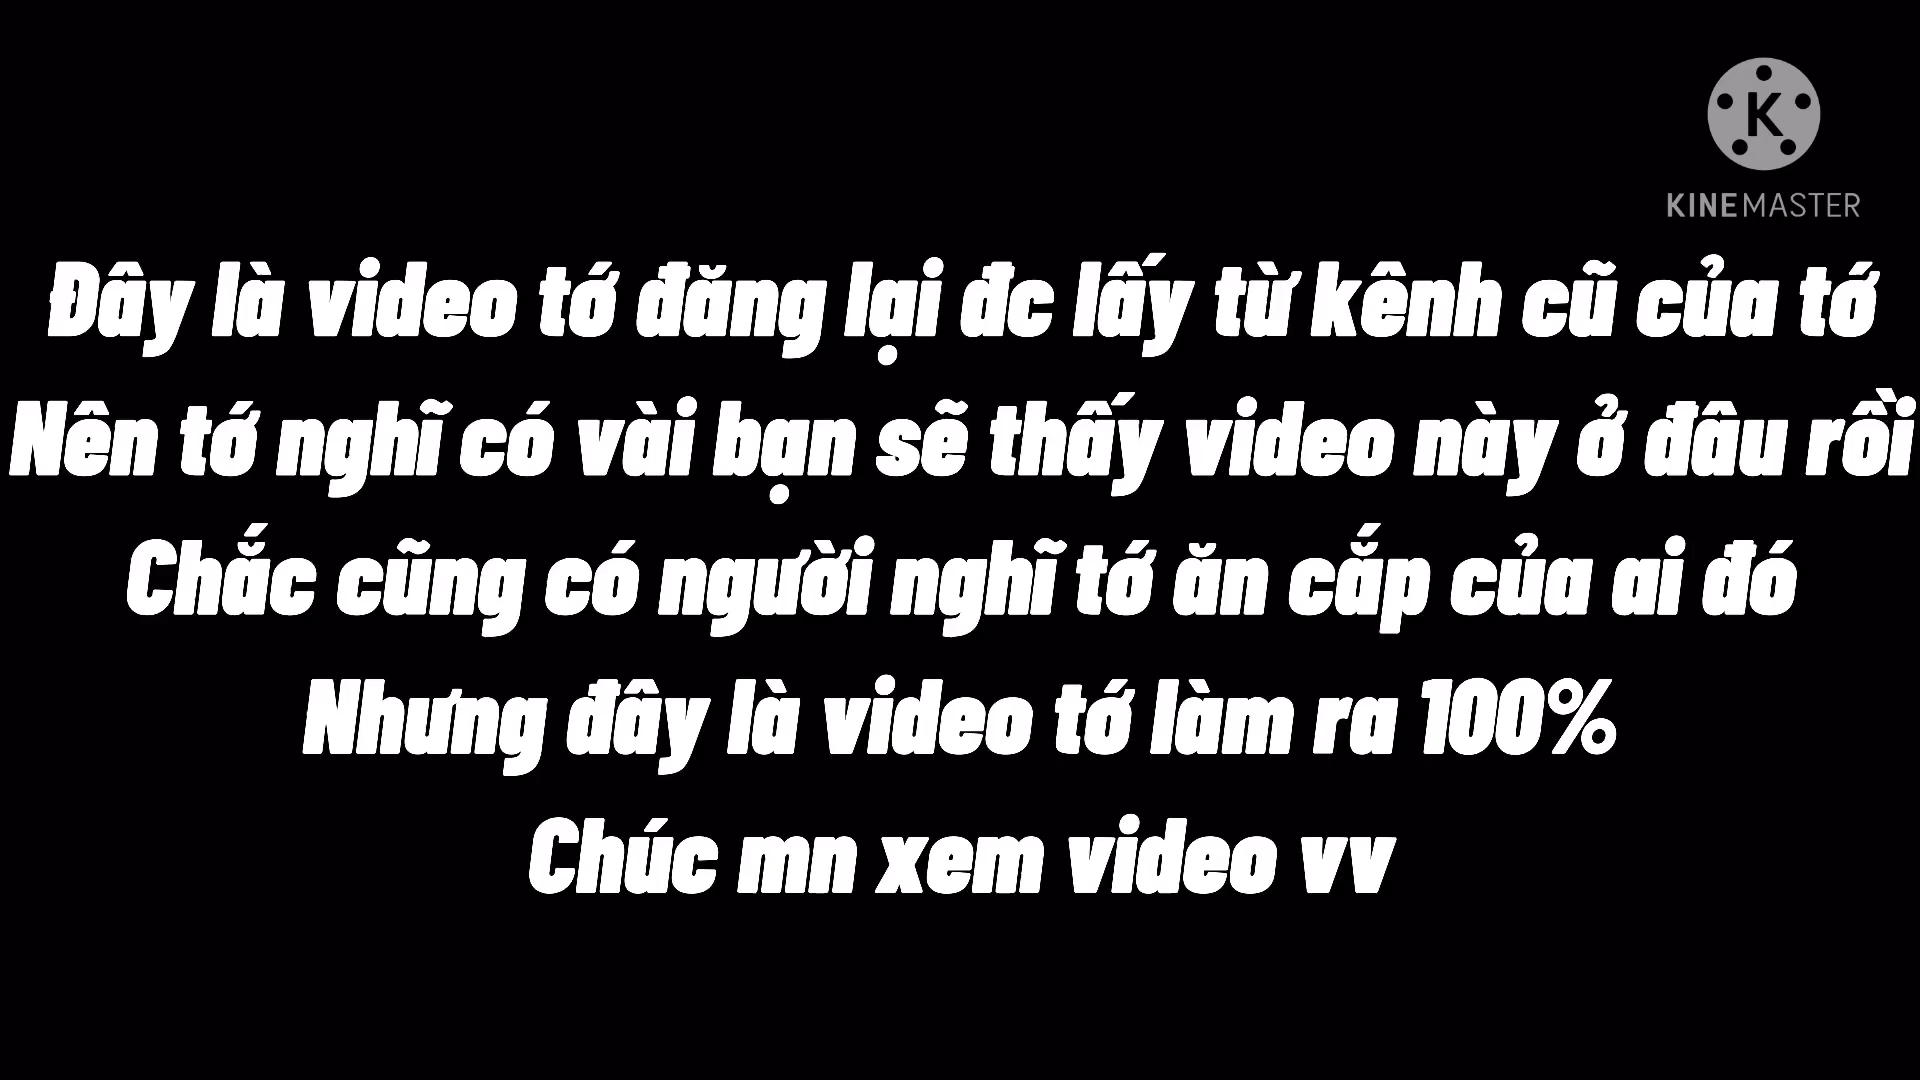 K
KINEMASTER
Đây là video tớ đăng lại đc lấy từ kênh cũ của tớ
Nên tớ nghĩ có vài bạn sẽ thấy video này ở đâu rồi
Chắc cũng có người nghĩ tớ ăn cắp của ai đó
Nhưng đây là video tớ làm ra 100%
Chúc mn xem video vv